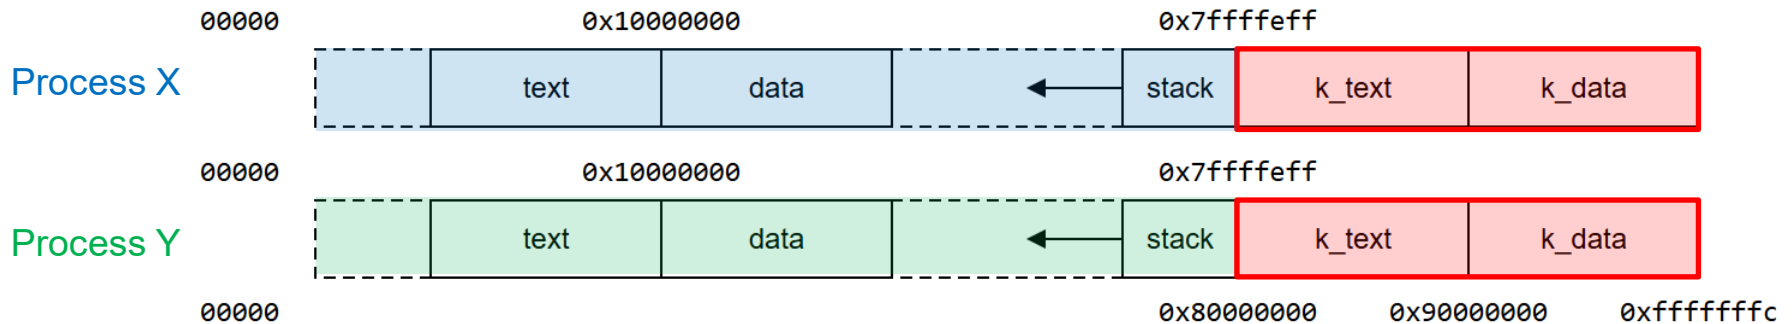 00000 0x10000000 0x7ffffeff
Process X text data stack k_text k_data
00000 0x10000000 0x7ffffeff
Process Y text data stack k_text k_data
00000 0x80000000 0x90000000 0xfffffffc